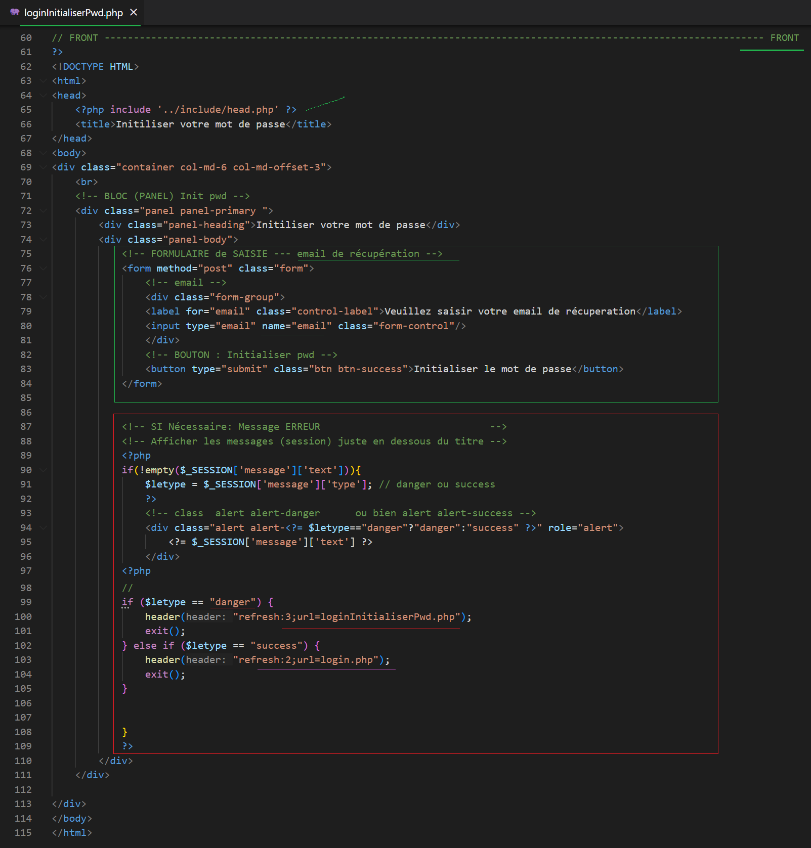 loginInitialiserPwd.php ×
60 // FRONT ------------------------------------------------------------------------------------------------------------------- FRONT
61 ?>
62 <!DOCTYPE HTML>
63 <html>
64 <head>
65 <?php include '../include/head.php' ?>
66 <title>Initiliser votre mot de passe</title>
67 </head>
68 <body>
69 <div class="container col-md-6 col-md-offset-3">
70 <br>
71 <!-- BLOC (PANEL) Init pwd -->
72 <div class="panel panel-primary ">
73 <div class="panel-heading">Initiliser votre mot de passe</div>
74 <div class="panel-body">
75 <!-- FORMULAIRE de SAISIE --- email de récupération -->
76 <form method="post" class="form">
77 <!-- email -->
78 <div class="form-group">
79 <label for="email" class="control-label">Veuillez saisir votre email de récuperation</label>
80 <input type="email" name="email" class="form-control"/>
81 </div>
82 <!-- BOUTON : Initialiser pwd -->
83 <button type="submit" class="btn btn-success">Initialiser le mot de passe</button>
84 </form>
85
86
87 <!-- SI Nécessaire: Message ERREUR -->
88 <!-- Afficher les messages (session) juste en dessous du titre -->
89 <?php
90 if(!empty($_SESSION['message']['text'])){
91 $letype = $_SESSION['message']['type']; // danger ou success
92 ?>
93 <!-- class alert alert-danger ou bien alert alert-success -->
94 <div class="alert alert-<?= $letype=="danger"?"danger":"success" ?>" role="alert">
95 <?= $_SESSION['message']['text'] ?>
96 </div>
97 <?php
98 //
99 if ($letype == "danger") {
100 header(header: "refresh:3;url=loginInitialiserPwd.php");
101 exit();
102 } else if ($letype == "success") {
103 header(header: "refresh:2;url=login.php");
104 exit();
105 }
106
107
108 }
109 ?>
110 </div>
111 </div>
112
113 </div>
114 </body>
115 </html>